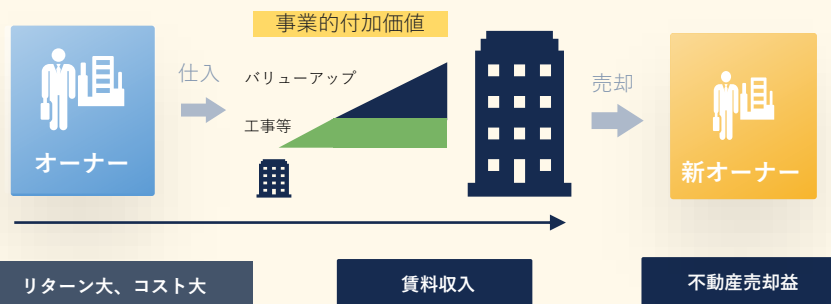 事業的付加価値
仕入
バリューアップ
工事等
売却
オーナー
新オーナー
リターン大、コスト大
賃料収入
不動産売却益